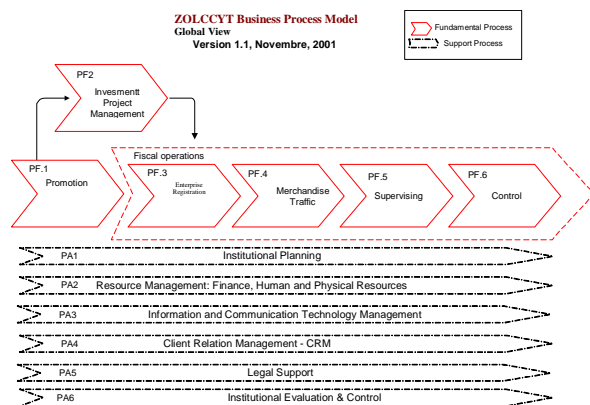 ZOLCCYT Business Process Model
Global View
Version 1.1, Novembre, 2001
Fundamental Process
Support Process
PF2
Invesmentt
Project
Management
Fiscal operations
PF.1
Promotion
PF.3
Enterprise
Registration
PF.4
Merchandise
Traffic
PF.5
Supervising
PF.6
Control
PA1 Institutional Planning
PA2 Resource Management: Finance, Human and Physical Resources
PA3 Information and Communication Technology Management
PA4 Client Relation Management - CRM
PA5 Legal Support
PA6 Institutional Evaluation & Control